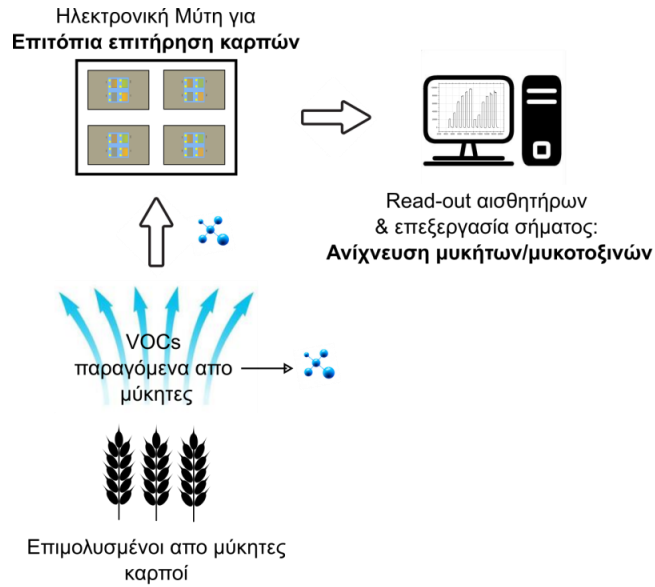 Ηλεκτρονική Μύτη για
Επιτόπια επιτήρηση καρπών
Read-out αισθητήρων
& επεξεργασία σήματος:
Ανίχνευση μυκήτων/μυκοτοξινών
VOCs
παραγόμενα απο
μύκητες
Επιμολυσμένοι απο μύκητες
καρποί